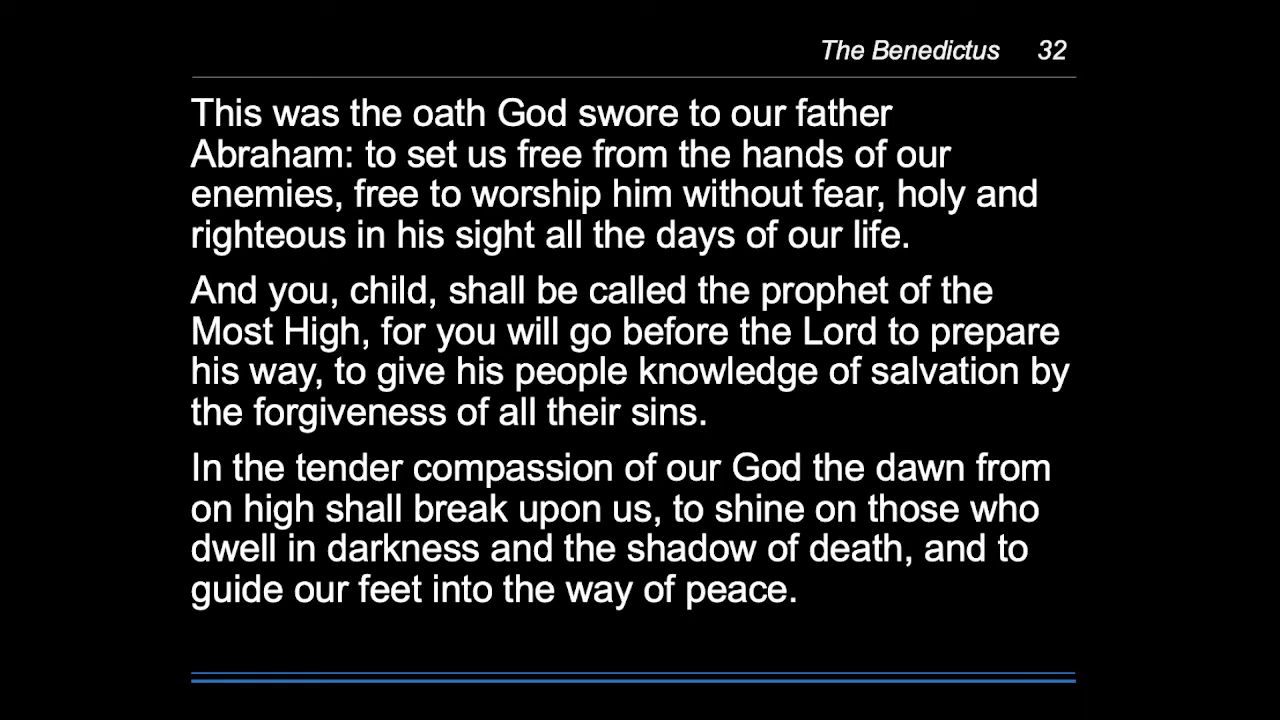 The Benedictus 32
This was the oath God swore to our father
Abraham: to set us free from the hands of our
enemies, free to worship him without fear, holy and
righteous in his sight all the days of our life.
And you, child, shall be called the prophet of the
Most High, for you will go before the Lord to prepare
his way, to give his people knowledge of salvation by
the forgiveness of all their sins.
In the tender compassion of our God the dawn from
on high shall break upon us, to shine on those who
dwell in darkness and the shadow of death, and to
guide our feet into the way of peace.